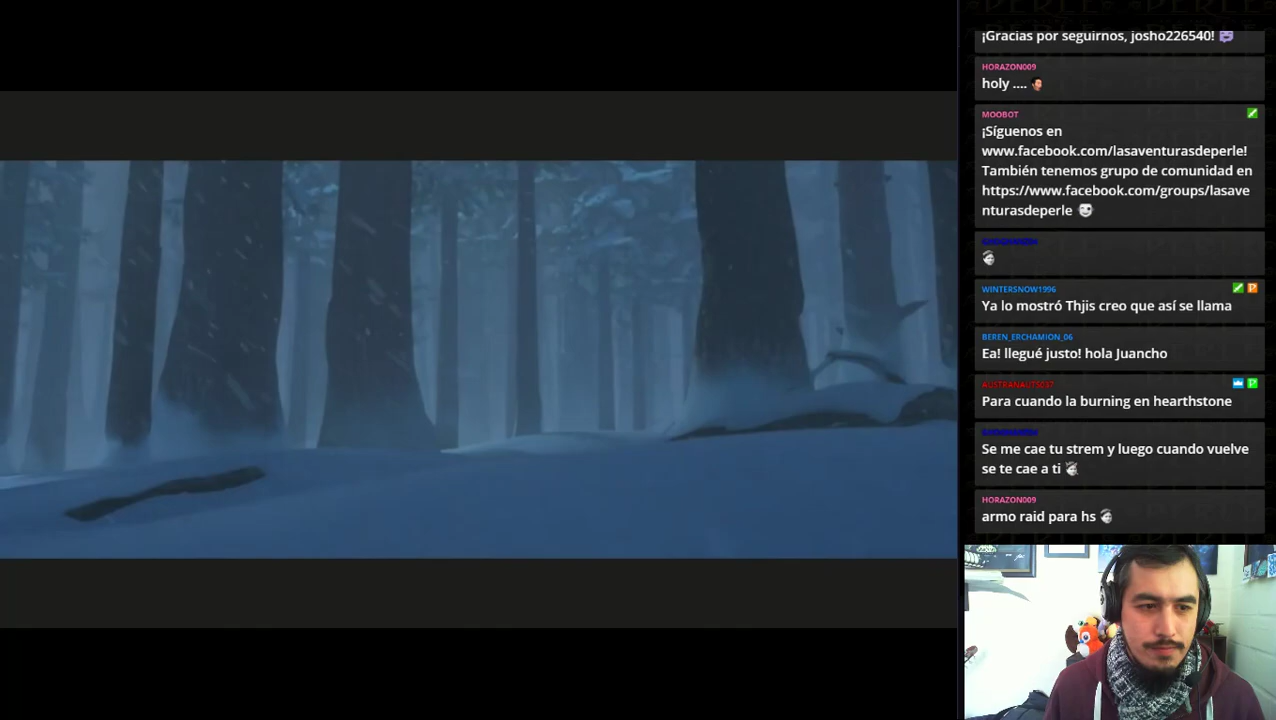 ¡Gracias por seguirnos, josho226540!
HORAZON009
holy ....
MOOBOT
¡Síguenos en
www.facebook.com/lasaventurasdeperle!
También tenemos grupo de comunidad en
https://www.facebook.com/groups/lasave
nturasdeperle
WINTERSNOW1996
Ya lo mostró Thjis creo que así se llama
BEREN_ERCHAMION_06
Ea! llegué justo! hola Juancho
AUSTRANAUTS037
Para cuando la burning en hearthstone
Se me cae tu strem y luego cuando vuelve
se te cae a ti
HORAZON009
armo raid para hs